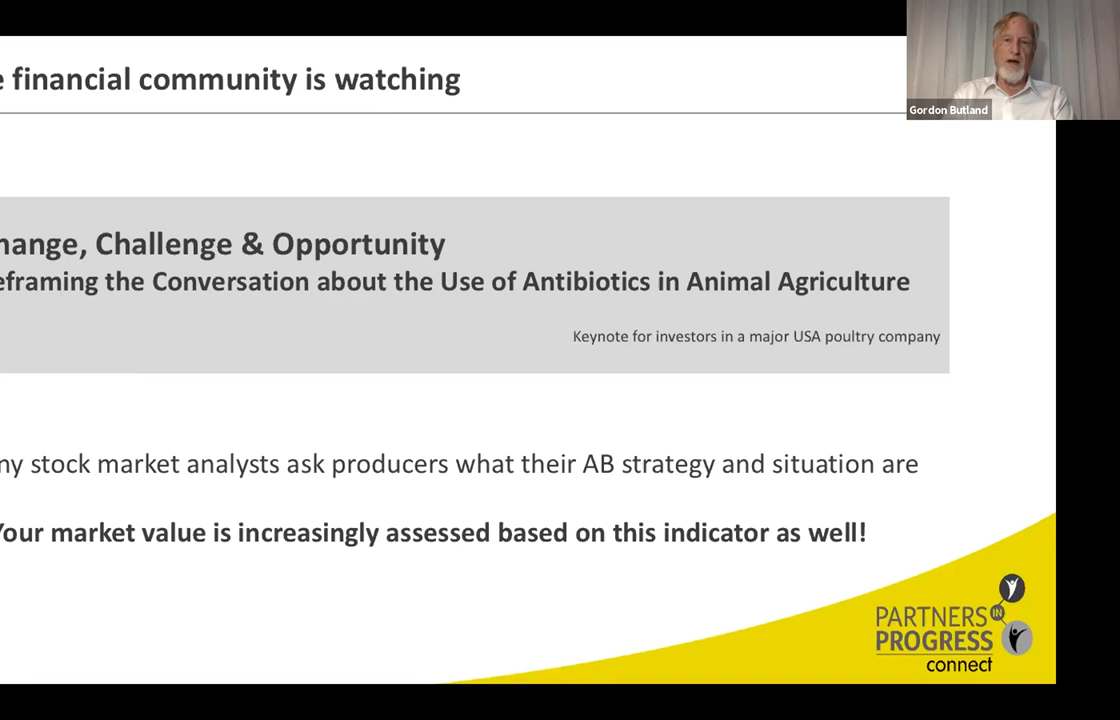 e financial community is watching
Gordon Butland
hange, Challenge & Opportunity
eframing the Conversation about the Use of Antibiotics in Animal Agriculture
Keynote for investors in a major USA poultry company
ny stock market analysts ask producers what their AB strategy and situation are
Your market value is increasingly assessed based on this indicator as well!
PARTNERS IN
PROGRESS
connect